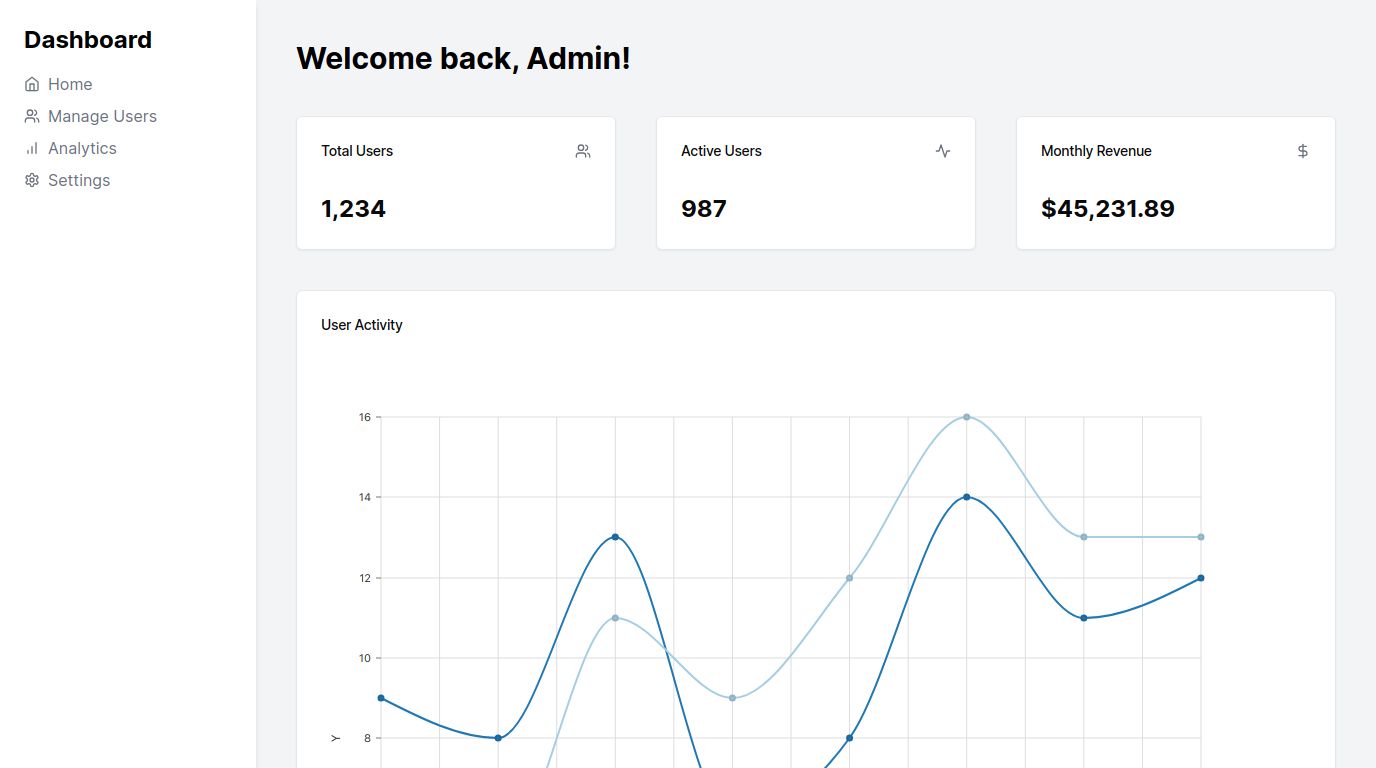 Dashboard
Home
Manage Users
Analytics
Settings
Welcome back, Admin!
Total Users
1,234
Active Users
987
Monthly Revenue
$45,231.89
User Activity
16
14
12
10
8
Y